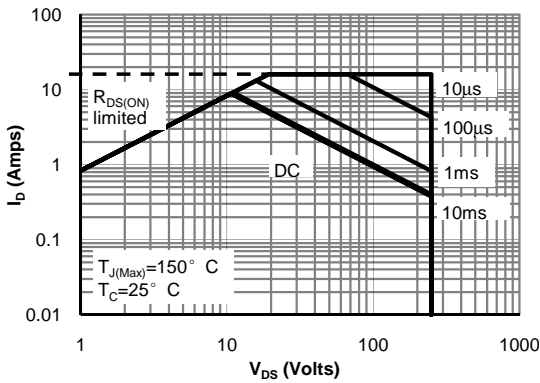 100
10
1
0.1
0.01
I_D (Amps)
R_DS(ON)
limited
10µs
100µs
1ms
10ms
DC
T_J(Max)=150° C
T_C=25° C
1
10
100
1000
V_DS (Volts)